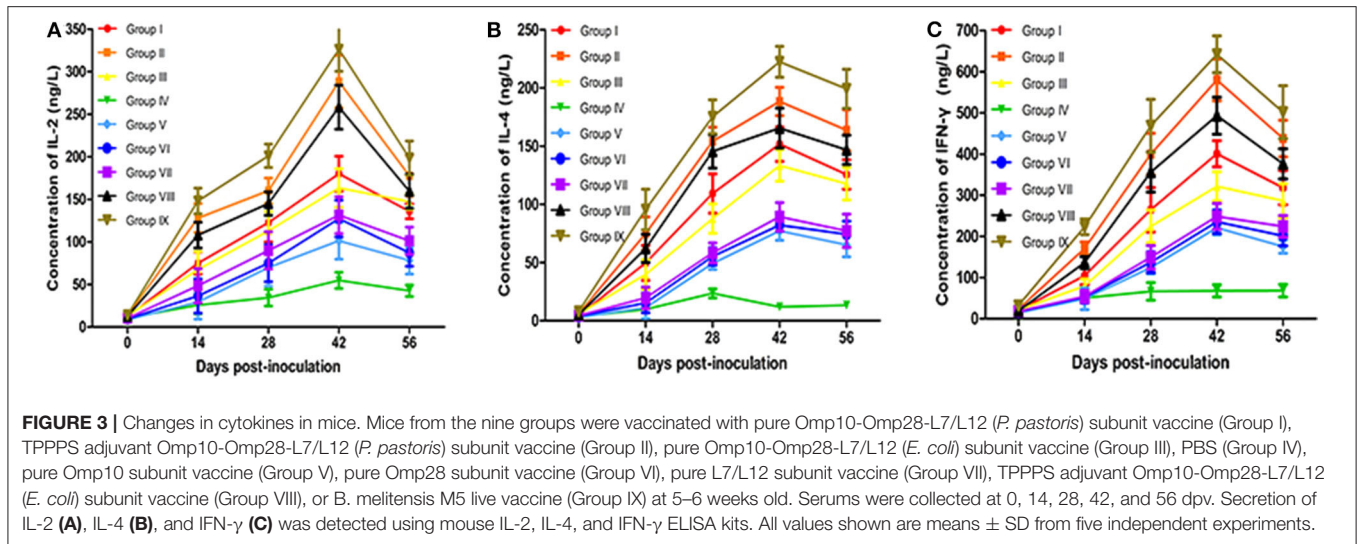 A
Concentration of IL-2 (ng/L)
350
300
250
200
150
100
50
0
0 14 28 42 56
Days post-inoculation
Group I
Group II
Group III
Group IV
Group V
Group VI
Group VII
Group VIII
Group IX
B
Concentration of IL-4 (ng/L)
250
200
150
100
50
0
0 14 28 42 56
Days post-inoculation
Group I
Group II
Group III
Group IV
Group V
Group VI
Group VII
Group VIII
Group IX
C
Concentration of IFN-γ (ng/L)
700
600
500
400
300
200
100
0
0 14 28 42 56
Days post-inoculation
Group I
Group II
Group III
Group IV
Group V
Group VI
Group VII
Group VIII
Group IX
FIGURE 3 | Changes in cytokines in mice. Mice from the nine groups were vaccinated with pure Omp10-Omp28-L7/L12 (P. pastoris) subunit vaccine (Group I),
TPPPS adjuvant Omp10-Omp28-L7/L12 (P. pastoris) subunit vaccine (Group II), pure Omp10-Omp28-L7/L12 (E. coli) subunit vaccine (Group III), PBS (Group IV),
pure Omp10 subunit vaccine (Group V), pure Omp28 subunit vaccine (Group VI), pure L7/L12 subunit vaccine (Group VII), TPPPS adjuvant Omp10-Omp28-L7/L12
(E. coli) subunit vaccine (Group VIII), or B. melitensis M5 live vaccine (Group IX) at 5–6 weeks old. Serums were collected at 0, 14, 28, 42, and 56 dpv. Secretion of
IL-2 (A), IL-4 (B), and IFN-γ (C) was detected using mouse IL-2, IL-4, and IFN-γ ELISA kits. All values shown are means ± SD from five independent experiments.